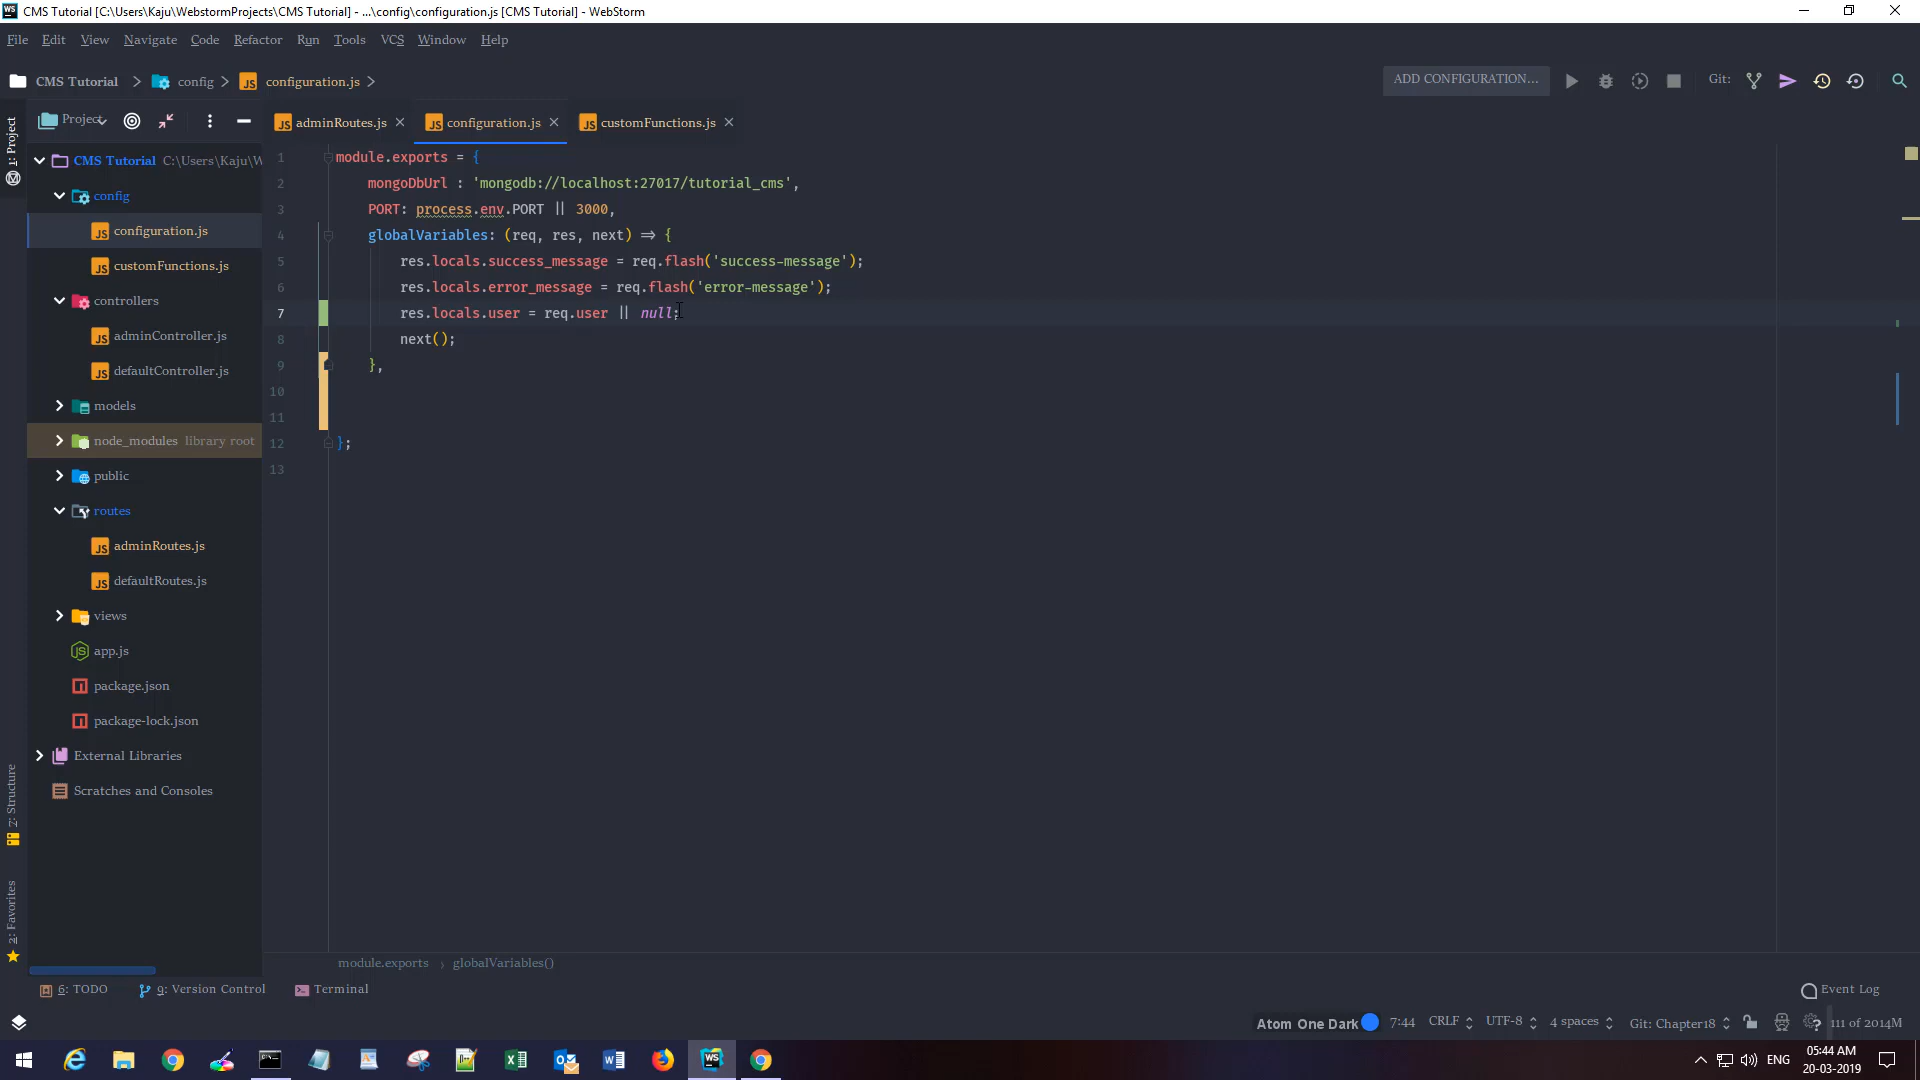 CMS Tutorial [C:\Users\Kaju\WebstormProjects\CMS Tutorial] - ...\config\configuration.js [CMS Tutorial] - WebStorm
File Edit View Navigate Code Refactor Run Tools VCS Window Help
CMS Tutorial config configuration.js
ADD CONFIGURATION...
Git:
1: Project
Project
adminRoutes.js
configuration.js
customFunctions.js
CMS Tutorial C:\Users\Kaju\W
config
configuration.js
customFunctions.js
controllers
adminController.js
defaultController.js
models
node_modules library root
public
routes
adminRoutes.js
defaultRoutes.js
views
app.js
package.json
package-lock.json
External Libraries
Scratches and Consoles
7: Structure
2: Favorites
1 module.exports = {
2 mongoDbUrl : 'mongodb://localhost:27017/tutorial_cms',
3 PORT: process.env.PORT || 3000,
4 globalVariables: (req, res, next) => {
5 res.locals.success_message = req.flash('success-message');
6 res.locals.error_message = req.flash('error-message');
7 res.locals.user = req.user || null;
8 next();
9 },
10
11
12 };
13
module.exports › globalVariables()
6: TODO 9: Version Control Terminal
Event Log
Atom One Dark 7:44 CRLF UTF-8 4 spaces Git: Chapter18 111 of 2014M
WS
ENG
05:44 AM
20-03-2019